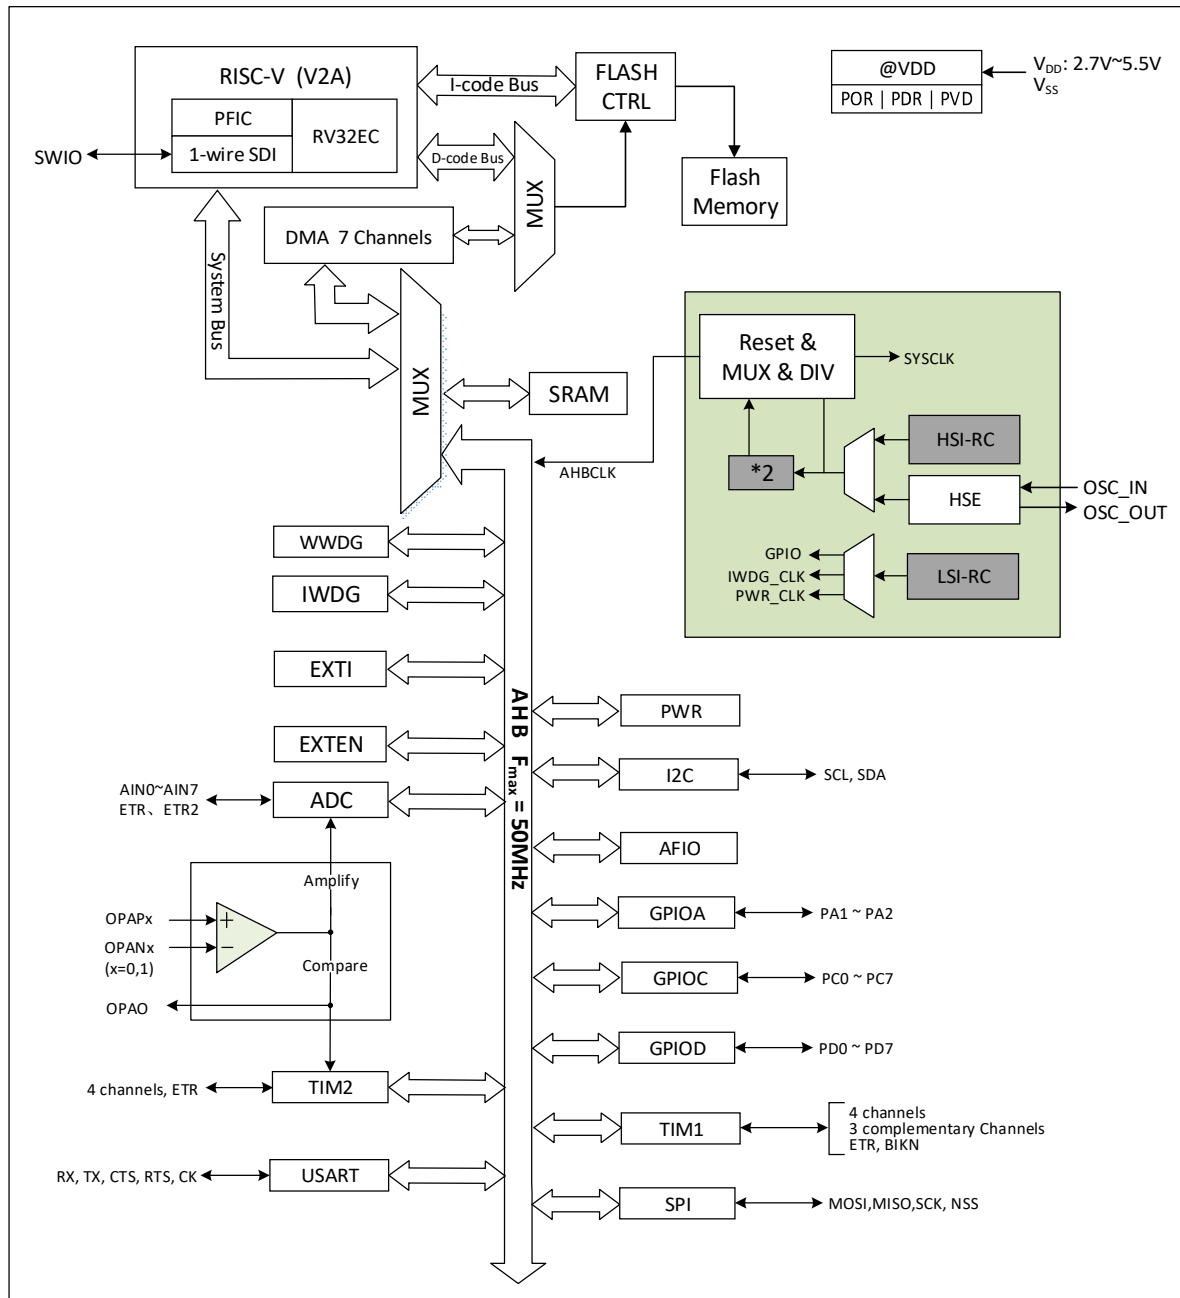 RISC-V (V2A)
PFIC
1-wire SDI
RV32EC
SWIO
I-code Bus
D-code Bus
FLASH
CTRL
Flash
Memory
MUX
@VDD
POR | PDR | PVD
VDD: 2.7V~5.5V
VSS
DMA 7 Channels
System Bus
MUX
SRAM
Reset &
MUX & DIV
SYSCLK
AHBCLK
*2
HSI-RC
HSE
OSC_IN
OSC_OUT
GPIO
IWDG_CLK
PWR_CLK
LSI-RC
WWDG
IWDG
EXTI
EXTEN
AIN0~AIN7
ETR、ETR2
ADC
Amplify
OPAPx
OPANx
(x=0,1)
+
−
Compare
OPAO
4 channels, ETR
TIM2
RX, TX, CTS, RTS, CK
USART
AHB Fmax = 50MHz
PWR
I2C
SCL, SDA
AFIO
GPIOA
PA1 ~ PA2
GPIOC
PC0 ~ PC7
GPIOD
PD0 ~ PD7
TIM1
4 channels
3 complementary Channels
ETR, BIKN
SPI
MOSI,MISO,SCK, NSS